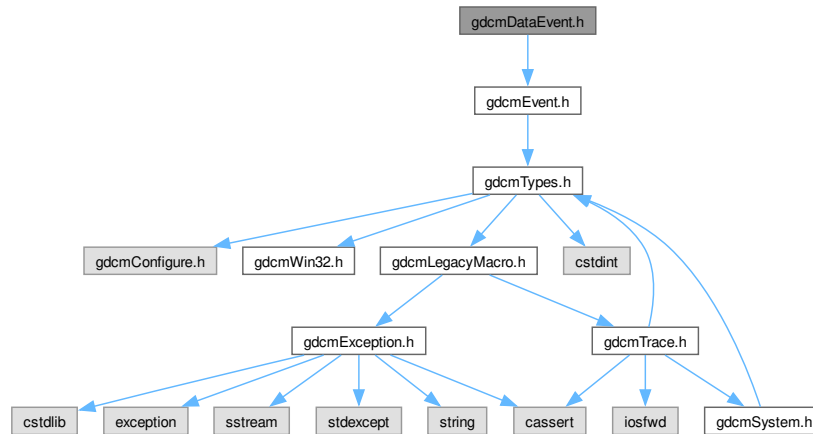 gdcmDataEvent.h
gdcmEvent.h
gdcmTypes.h
gdcmConfigure.h
gdcmWin32.h
gdcmLegacyMacro.h
cstdint
gdcmException.h
gdcmTrace.h
cstdlib
exception
sstream
stdexcept
string
cassert
iosfwd
gdcmSystem.h